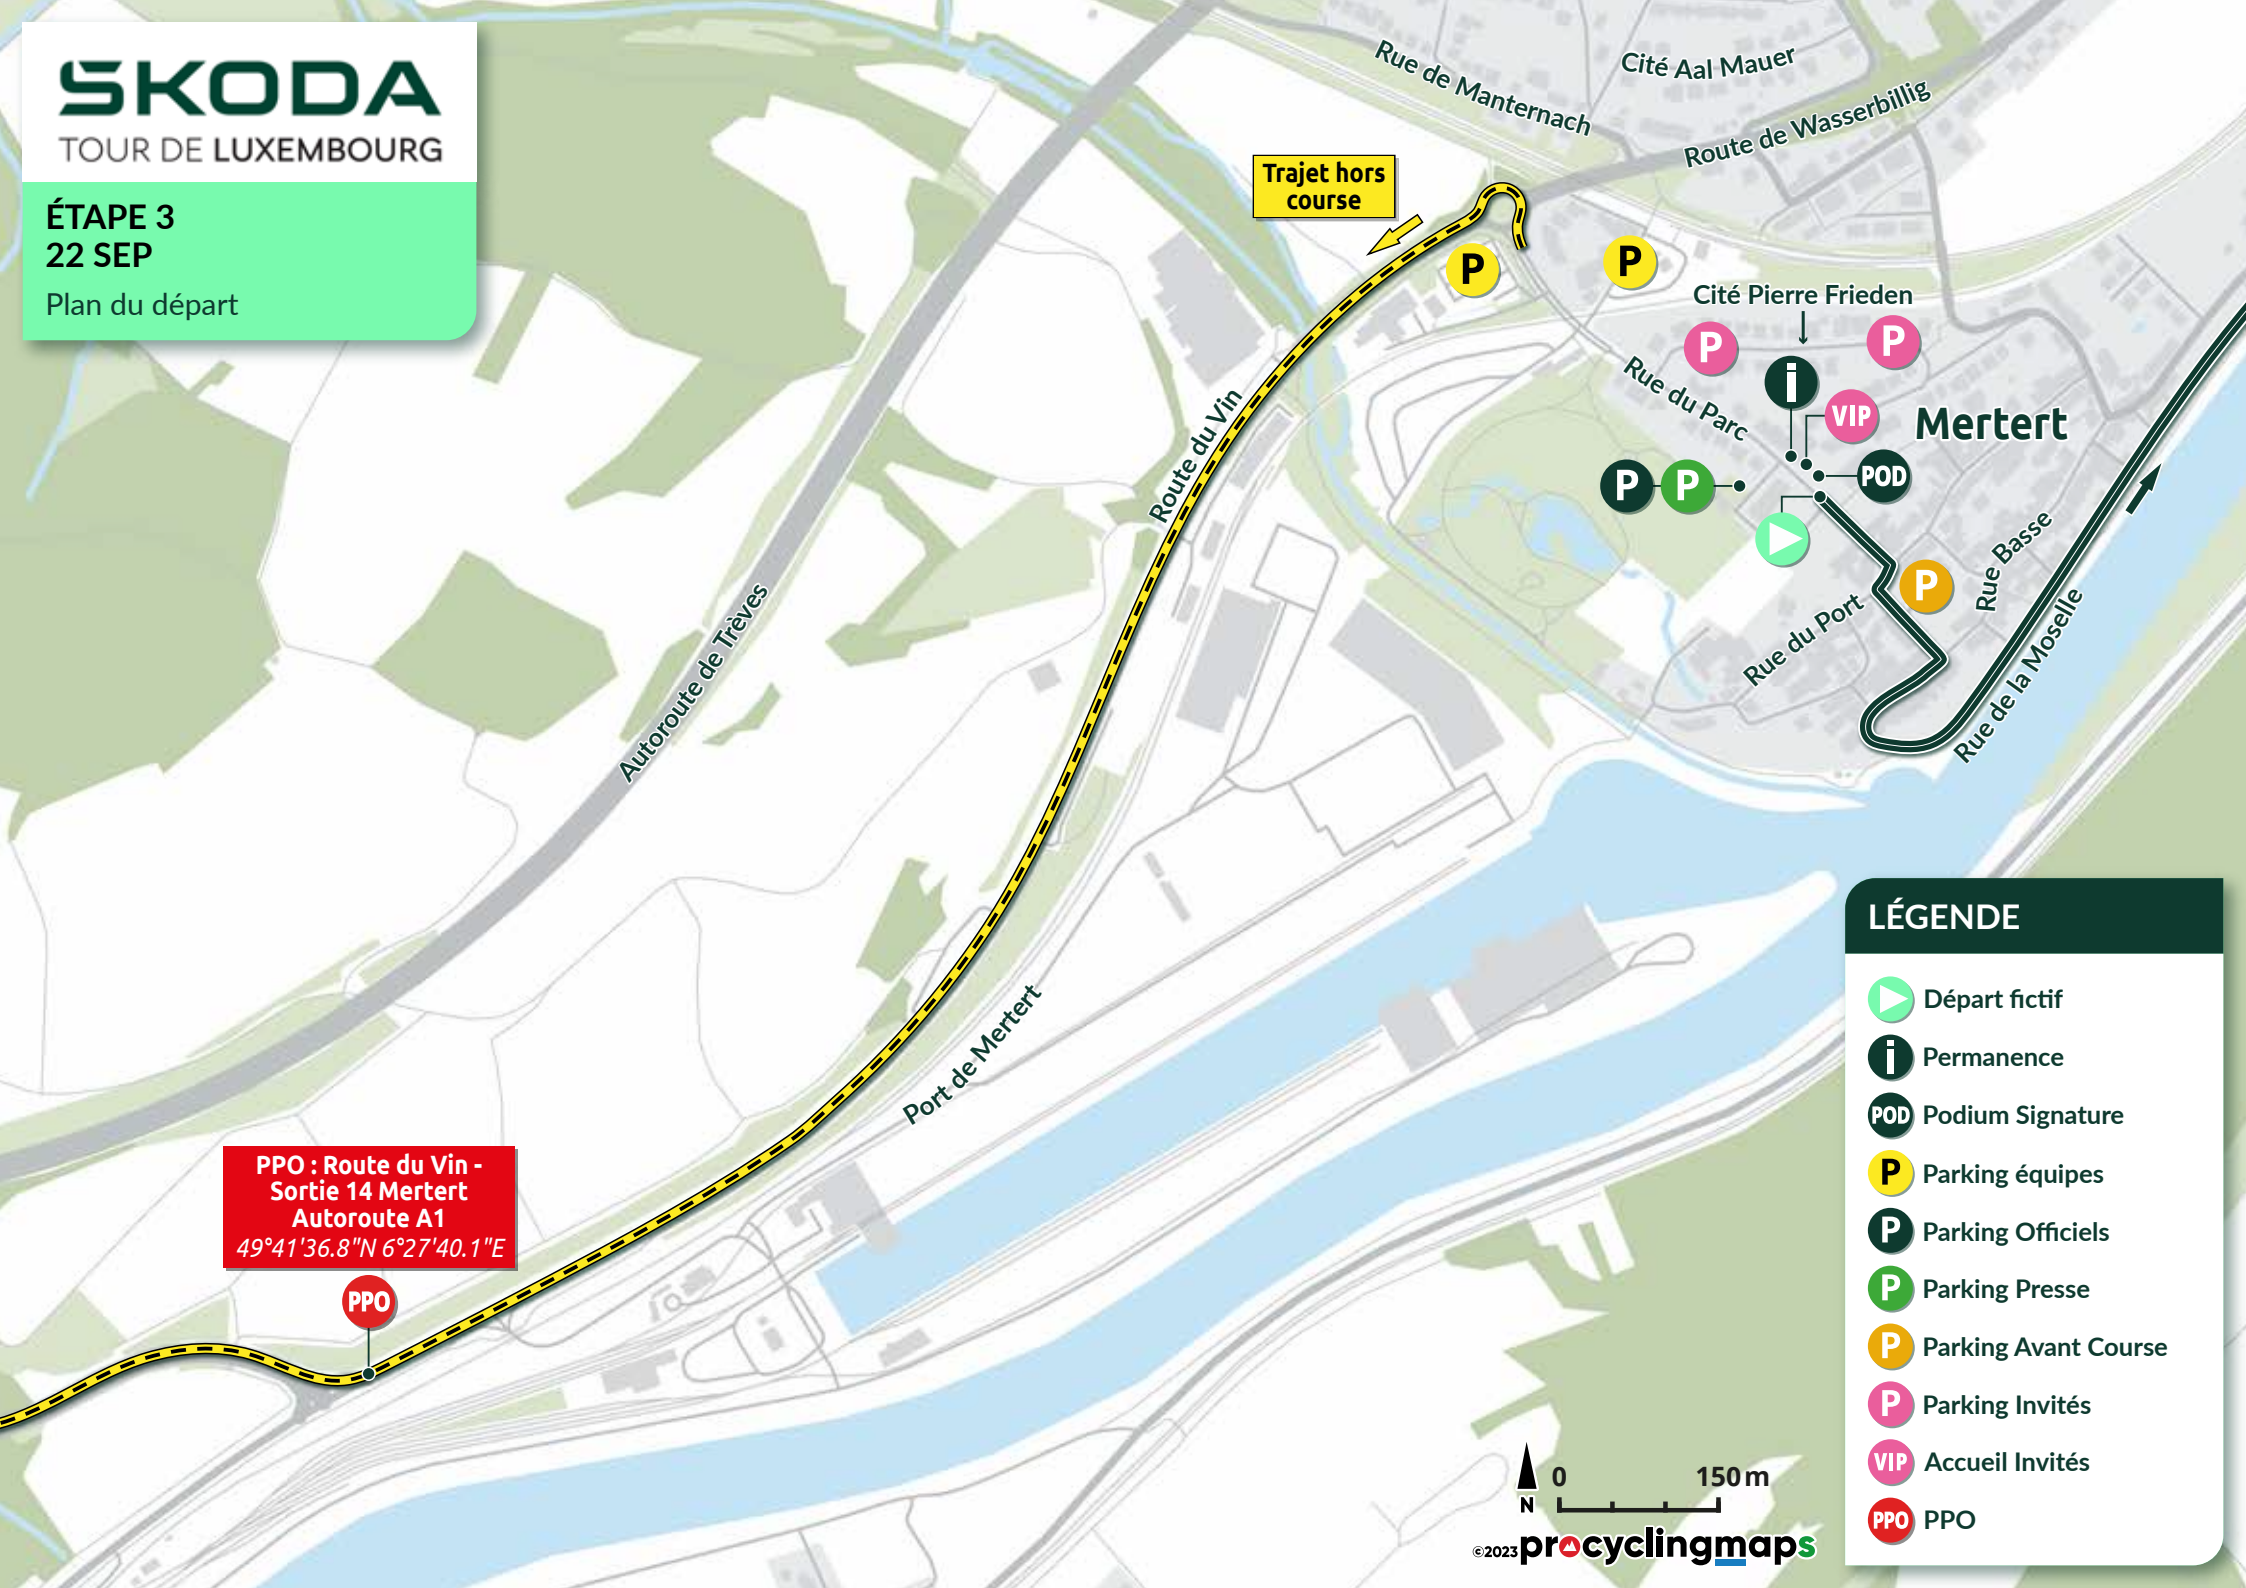 SKODA
TOUR DE LUXEMBOURG
ÉTAPE 3
22 SEP
Plan du départ
Rue de Manternach
Cité Aal Mauer
Route de Wasserbillig
Trajet hors
course
P
P
Cité Pierre Frieden
P
P
i
VIP
Mertert
Rue du Parc
POD
P
P
Route du Vin
P
Rue Basse
Rue du Port
Rue de la Moselle
Autoroute de Trèves
Port de Mertert
PPO : Route du Vin -
Sortie 14 Mertert
Autoroute A1
49°41'36.8"N 6°27'40.1"E
PPO
LÉGENDE
Départ fictif
i Permanence
POD Podium Signature
P Parking équipes
P Parking Officiels
P Parking Presse
P Parking Avant Course
P Parking Invités
VIP Accueil Invités
PPO PPO
0 150 m
N
©2023 procyclingmaps